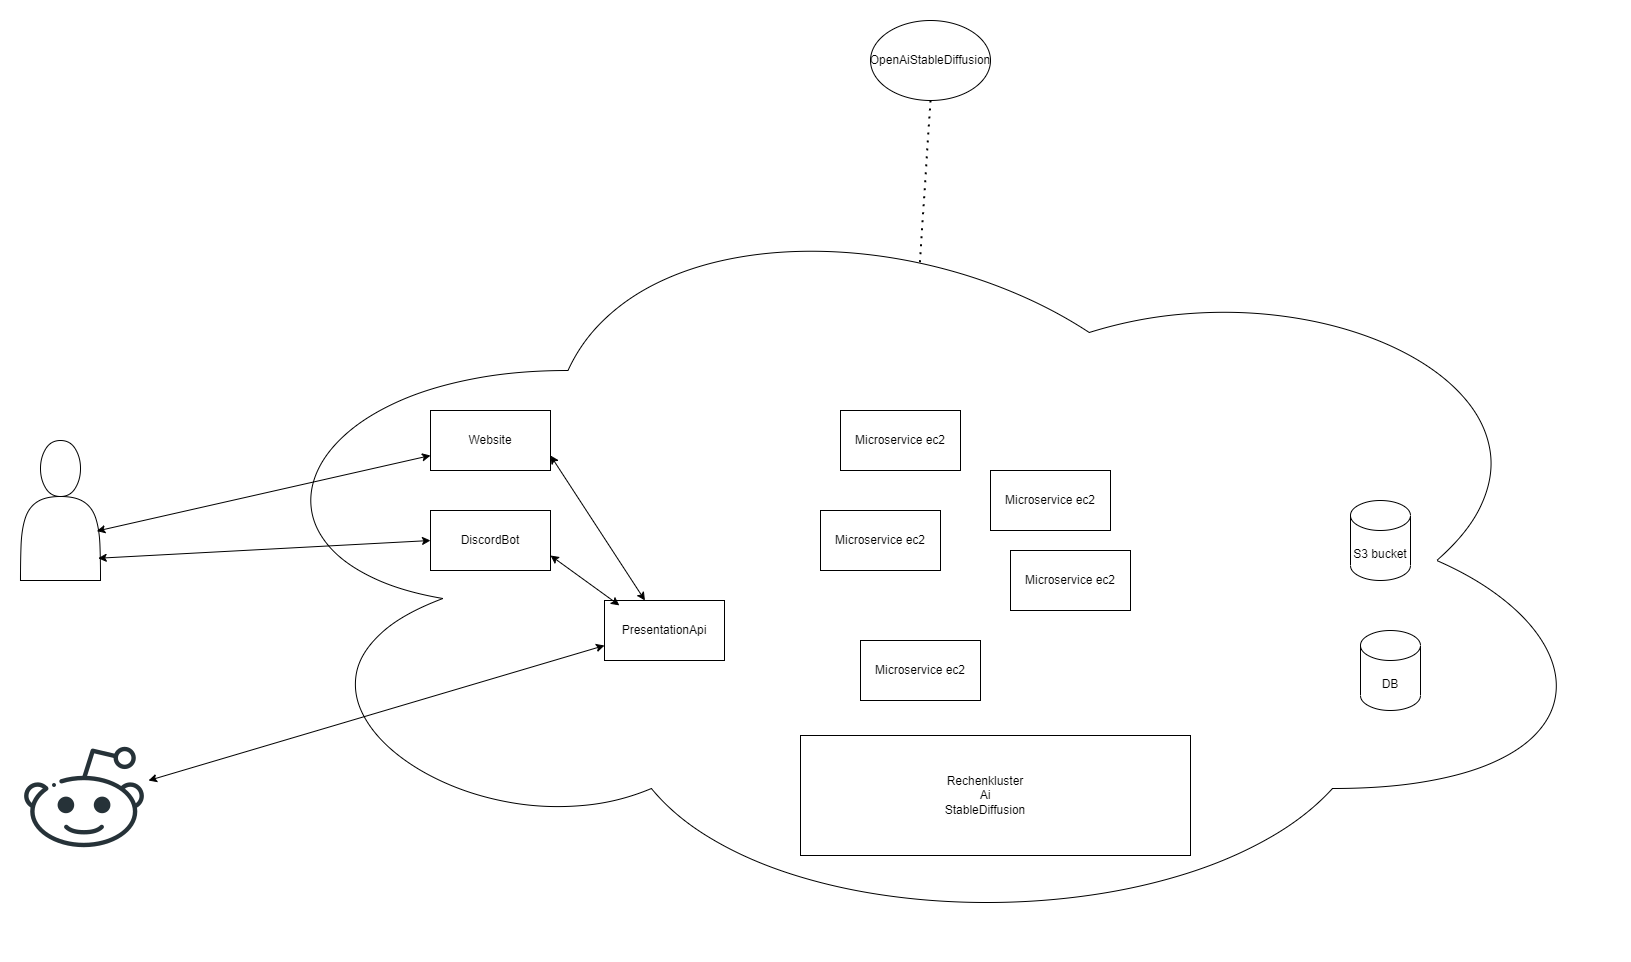 OpenAiStableDiffusion
Website
DiscordBot
PresentationApi
Microservice ec2
Microservice ec2
Microservice ec2
Microservice ec2
Microservice ec2
S3 bucket
DB
Rechenkluster
Ai
StableDiffusion